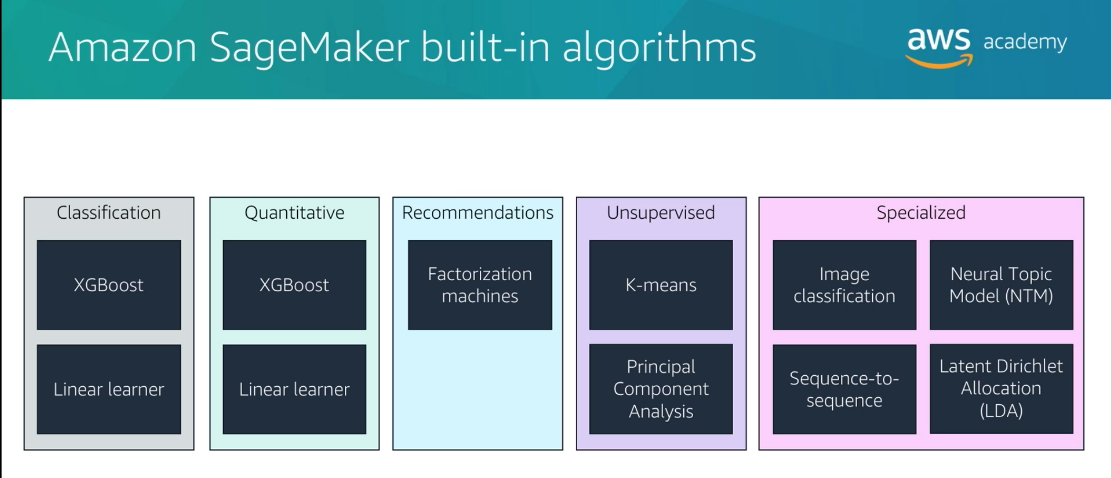 Amazon SageMaker built-in algorithms
aws academy
Classification
XGBoost
Linear learner
Quantitative
XGBoost
Linear learner
Recommendations
Factorization
machines
Unsupervised
K-means
Principal
Component
Analysis
Specialized
Image
classification
Neural Topic
Model (NTM)
Sequence-to-
sequence
Latent Dirichlet
Allocation
(LDA)